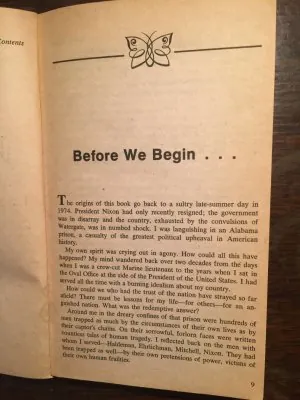 Contents
Before We Begin . . .
The origins of this book go back to a sultry late-summer day in
1974. President Nixon had only recently resigned; the government
was in disarray and the country, exhausted by the convulsions of
Watergate, was in numbed shock. I was languishing in an Alabama
prison, a casualty of the greatest political upheaval in American
history.
My own spirit was crying out in agony. How could all this have
happened? My mind wandered back over two decades from the days
when I was a crew-cut Marine lieutenant to the years when I sat in
the Oval Office at the side of the President of the United States. I had
served all the time with a burning idealism about my country.
How could we who had the trust of the nation have strayed so far
afield? There must be lessons for my life—for others—for an an-
guished nation. What was the redemptive answer?
Around me in the dreary confines of that prison were hundreds of
men trapped as much by the circumstances of their own lives as by
their captor's chains. On their sorrowful, forlorn faces were written
countless tales of human tragedy. I reflected back on the men with
whom I served—Haldeman, Ehrlichman, Mitchell, Nixon. They had
been trapped as well—by their own pretensions of power, victims of
their own human frailties.
9